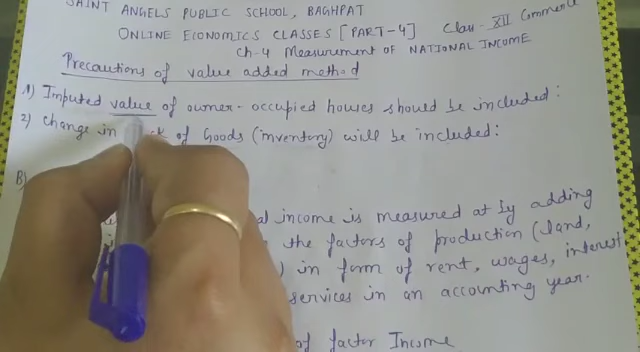 SAINT ANGELS PUBLIC SCHOOL, BAGHPAT
ONLINE ECONOMICS CLASSES [PART-4] Class-XII Commerce
Ch-4 Measurement OF NATIONAL INCOME
Precautions of value added method
1) Imputed value of owner-occupied houses should be included:
2) Change in of Goods (inventory) will be included:
B)
income is measured at by adding
the factors of production (land,
) in form of rent, wages, interest
services in an accounting year.
of factor Income